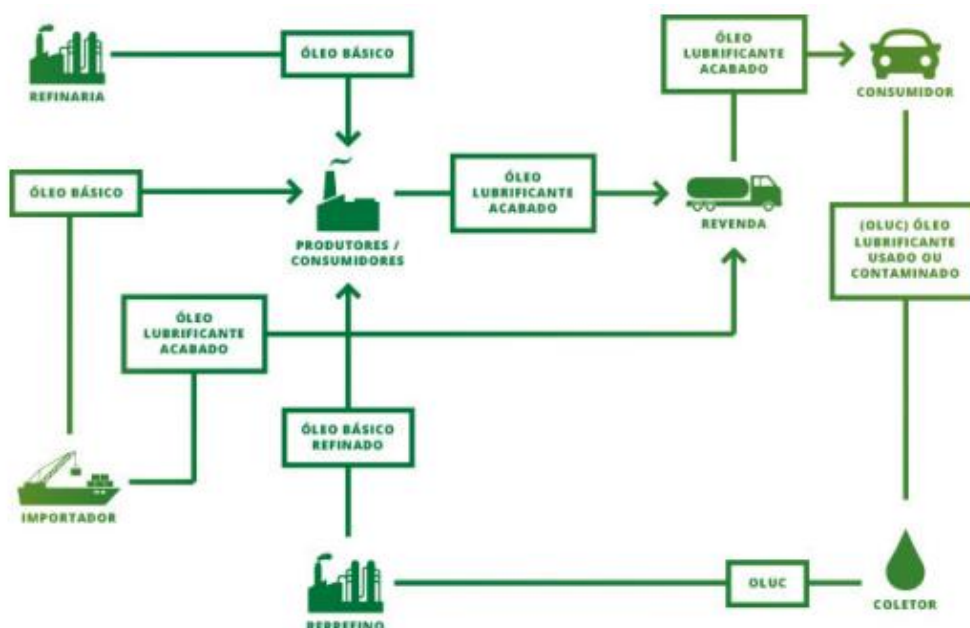 REFINARIA
ÓLEO BÁSICO
ÓLEO
LUBRIFICANTE
ACABADO
CONSUMIDOR
ÓLEO BÁSICO
PRODUTORES /
CONSUMIDORES
ÓLEO
LUBRIFICANTE
ACABADO
REVENDA
(OLUC) ÓLEO
LUBRIFICANTE
USADO OU
CONTAMINADO
ÓLEO
LUBRIFICANTE
ACABADO
ÓLEO BÁSICO
REFINADO
IMPORTADOR
RERREFINO
OLUC
COLETOR